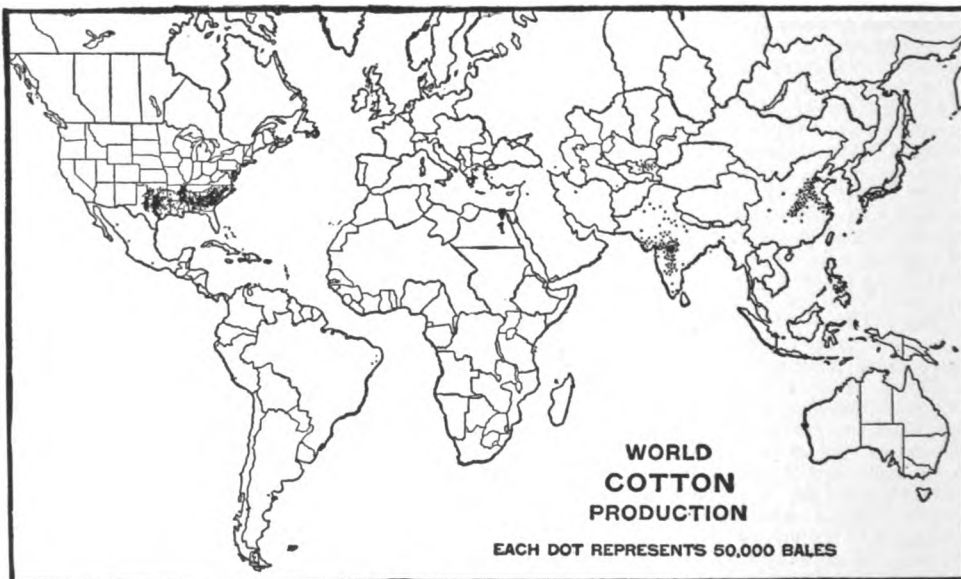 WORLD
COTTON
PRODUCTION
EACH DOT REPRESENTS 50,000 BALES